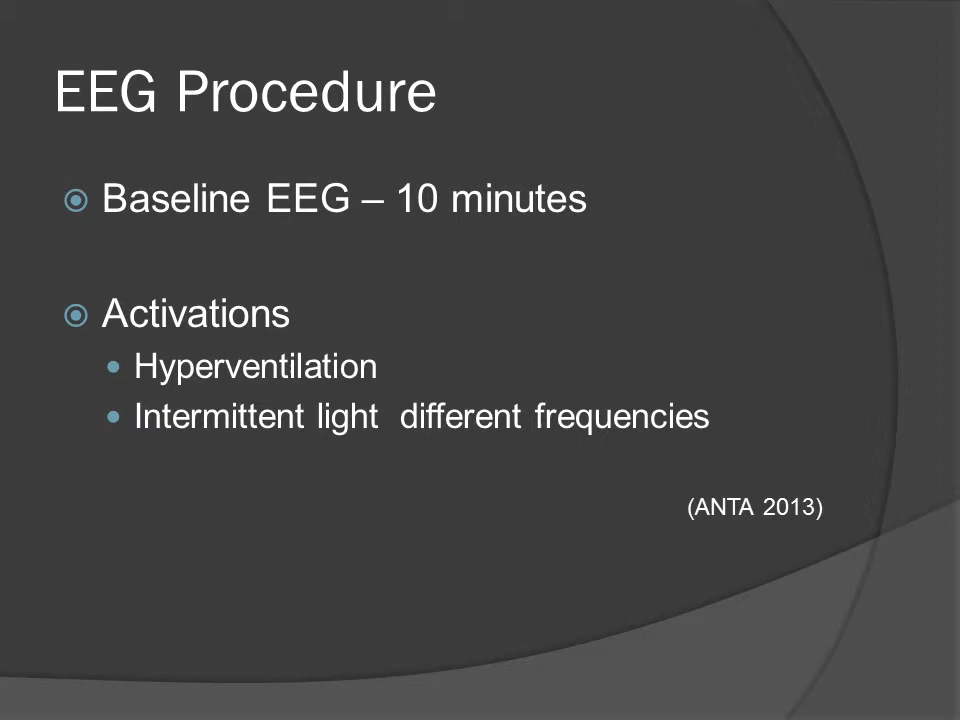 EEG Procedure
Baseline EEG – 10 minutes
Activations
Hyperventilation
Intermittent light  different frequencies
(ANTA 2013)